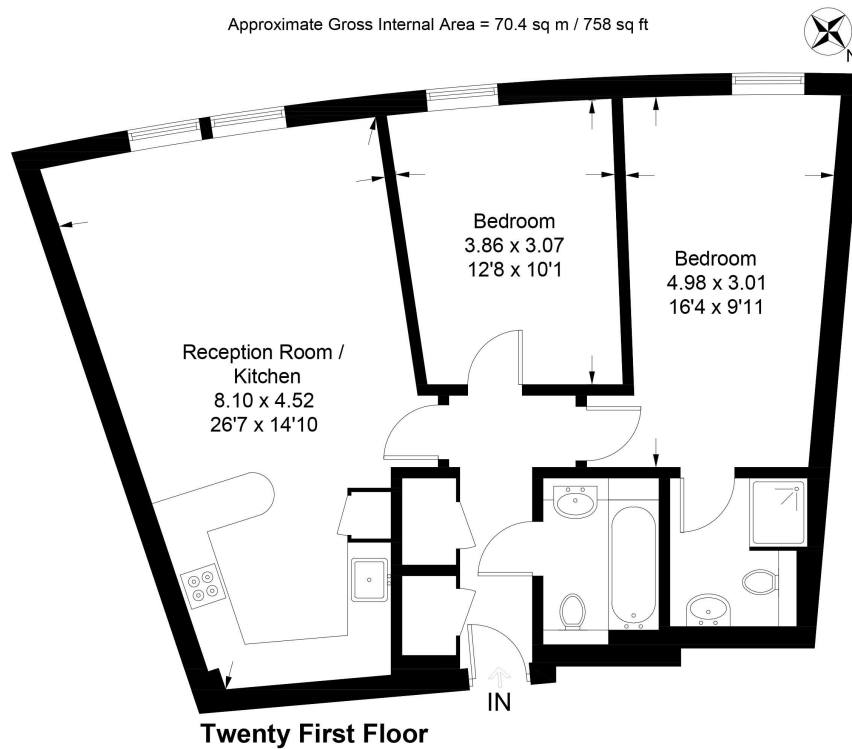 Approximate Gross Internal Area = 70.4 sq m / 758 sq ft
N
Bedroom
3.86 x 3.07
12'8 x 10'1
Bedroom
4.98 x 3.01
16'4 x 9'11
Reception Room /
Kitchen
8.10 x 4.52
26'7 x 14'10
IN
Twenty First Floor